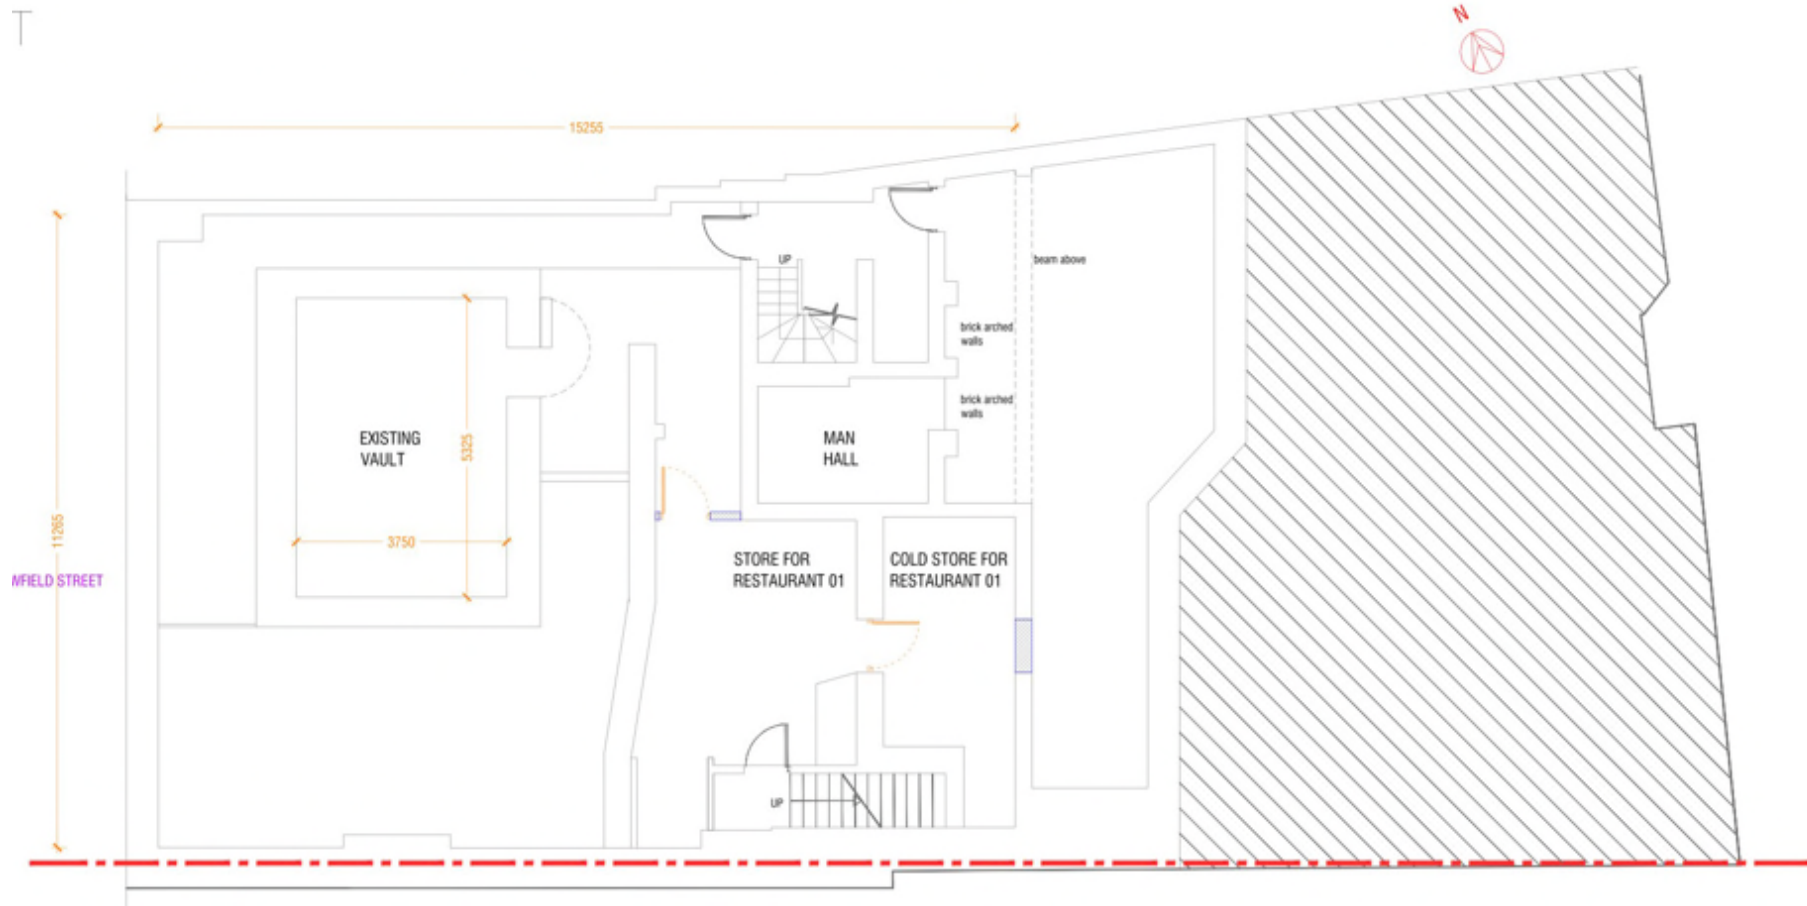 N
15255
UP
beam above
brick arched
walls
brick arched
walls
EXISTING
VAULT
5325
MAN
HALL
11265
3750
STORE FOR
RESTAURANT 01
COLD STORE FOR
RESTAURANT 01
WFIELD STREET
UP